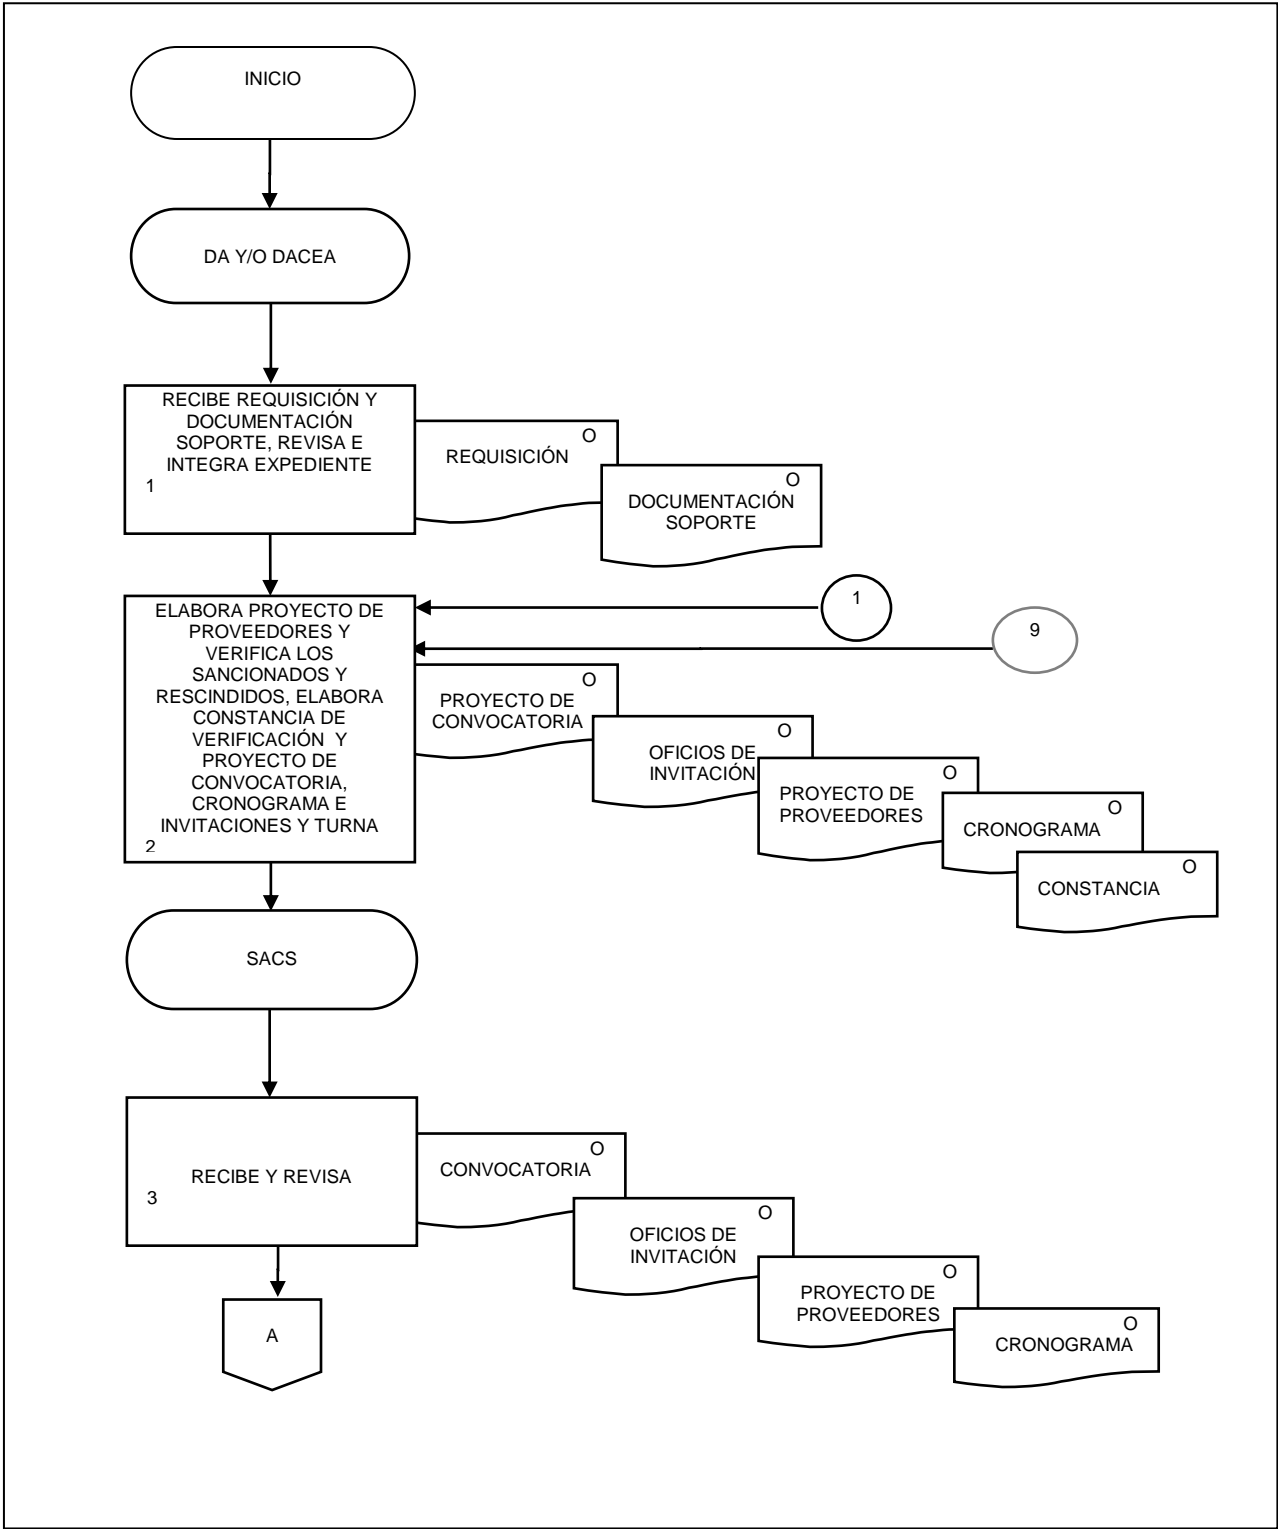 INICIO
DA Y/O DACEA
RECIBE REQUISICIÓN Y
DOCUMENTACIÓN
SOPORTE, REVISA E
INTEGRA EXPEDIENTE
1
O
REQUISICIÓN
O
DOCUMENTACIÓN
SOPORTE
1
9
ELABORA PROYECTO DE
PROVEEDORES Y
VERIFICA LOS
SANCIONADOS Y
RESCINDIDOS, ELABORA
CONSTANCIA DE
VERIFICACIÓN Y
PROYECTO DE
CONVOCATORIA,
CRONOGRAMA E
INVITACIONES Y TURNA
2
O
PROYECTO DE
CONVOCATORIA
O
OFICIOS DE
INVITACIÓN
O
PROYECTO DE
PROVEEDORES
O
CRONOGRAMA
O
CONSTANCIA
SACS
RECIBE Y REVISA
3
O
CONVOCATORIA
O
OFICIOS DE
INVITACIÓN
O
PROYECTO DE
PROVEEDORES
O
CRONOGRAMA
A